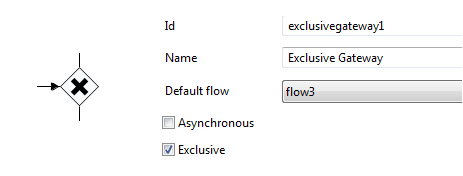 Id exclusivegateway1
Name Exclusive Gateway
Default flow flow3
Asynchronous
Exclusive